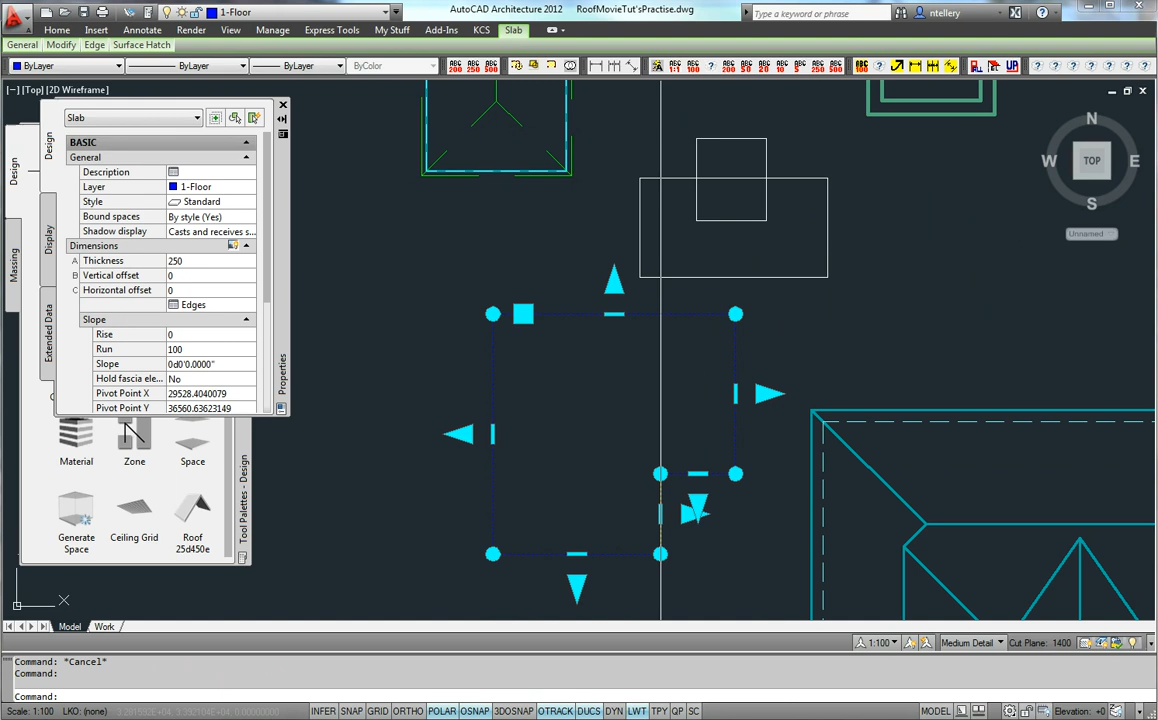 1-Floor
AutoCAD Architecture 2012 RoofMovieTut'sPractise.dwg
Type a keyword or phrase
ntellery
Home Insert Annotate Render View Manage Express Tools My Stuff Add-Ins KCS Slab
General Modify Edge Surface Hatch
ByLayer ByLayer ByLayer ByColor
[−] [Top] [2D Wireframe]
Slab
BASIC
General
Description
Layer 1-Floor
Style Standard
Bound spaces By style (Yes)
Shadow display Casts and receives s...
Dimensions
A Thickness 250
B Vertical offset 0
C Horizontal offset 0
Edges
Slope
Rise 0
Run 100
Slope 0d0'0.0000"
Hold fascia ele... No
Pivot Point X 29528.4040079
Pivot Point Y 36560.63623149
Design
Display
Extended Data
Properties
Design
Massing
Material Zone Space
Generate Space Ceiling Grid Roof 25d450e
Tool Palettes - Design
N
W TOP E
S
Unnamed
X
Model Work
1:100 Medium Detail Cut Plane: 1400
Command: *Cancel*
Command:
Command:
Scale: 1:100 LKO: (none)
INFER SNAP GRID ORTHO POLAR OSNAP 3DOSNAP OTRACK DUCS DYN LWT TPY QP SC
MODEL Elevation: +0